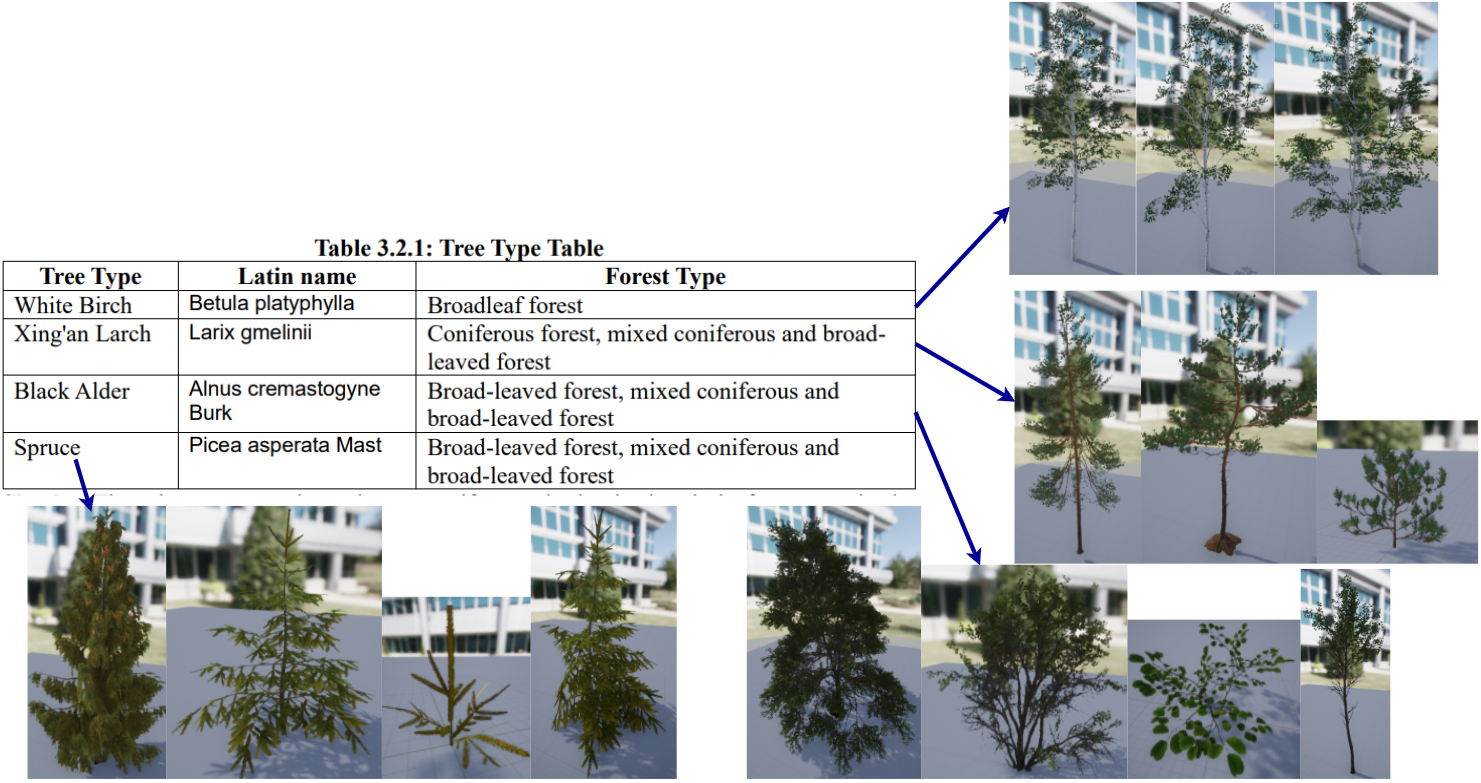 Table 3.2.1: Tree Type Table
Tree Type Latin name Forest Type
White Birch Betula platyphylla Broadleaf forest
Xing'an Larch Larix gmelinii Coniferous forest, mixed coniferous and broad-
leaved forest
Black Alder Alnus cremastogyne Broad-leaved forest, mixed coniferous and
Burk broad-leaved forest
Spruce Picea asperata Mast Broad-leaved forest, mixed coniferous and
broad-leaved forest